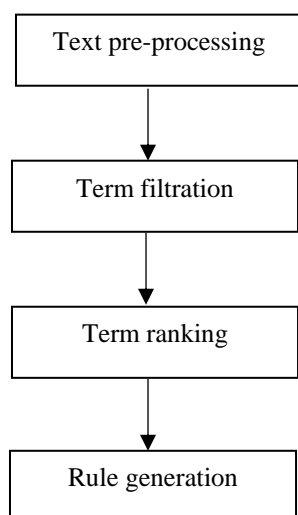 Text pre-processing
Term filtration
Term ranking
Rule generation